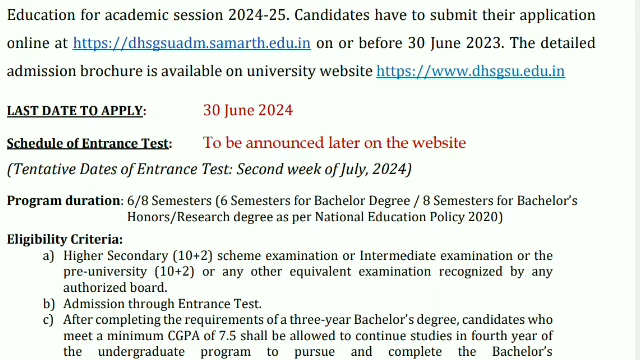 Education for academic session 2024-25. Candidates have to submit their application
online at https://dhsgsuadm.samarth.edu.in on or before 30 June 2023. The detailed
admission brochure is available on university website https://www.dhsgsu.edu.in
LAST DATE TO APPLY: 30 June 2024
Schedule of Entrance Test: To be announced later on the website
(Tentative Dates of Entrance Test: Second week of July, 2024)
Program duration: 6/8 Semesters (6 Semesters for Bachelor Degree / 8 Semesters for Bachelor's
Honors/Research degree as per National Education Policy 2020)
Eligibility Criteria:
a) Higher Secondary (10+2) scheme examination or Intermediate examination or the
pre-university (10+2) or any other equivalent examination recognized by any
authorized board.
b) Admission through Entrance Test.
c) After completing the requirements of a three-year Bachelor's degree, candidates who
meet a minimum CGPA of 7.5 shall be allowed to continue studies in fourth year of
the undergraduate program to pursue and complete the Bachelor's